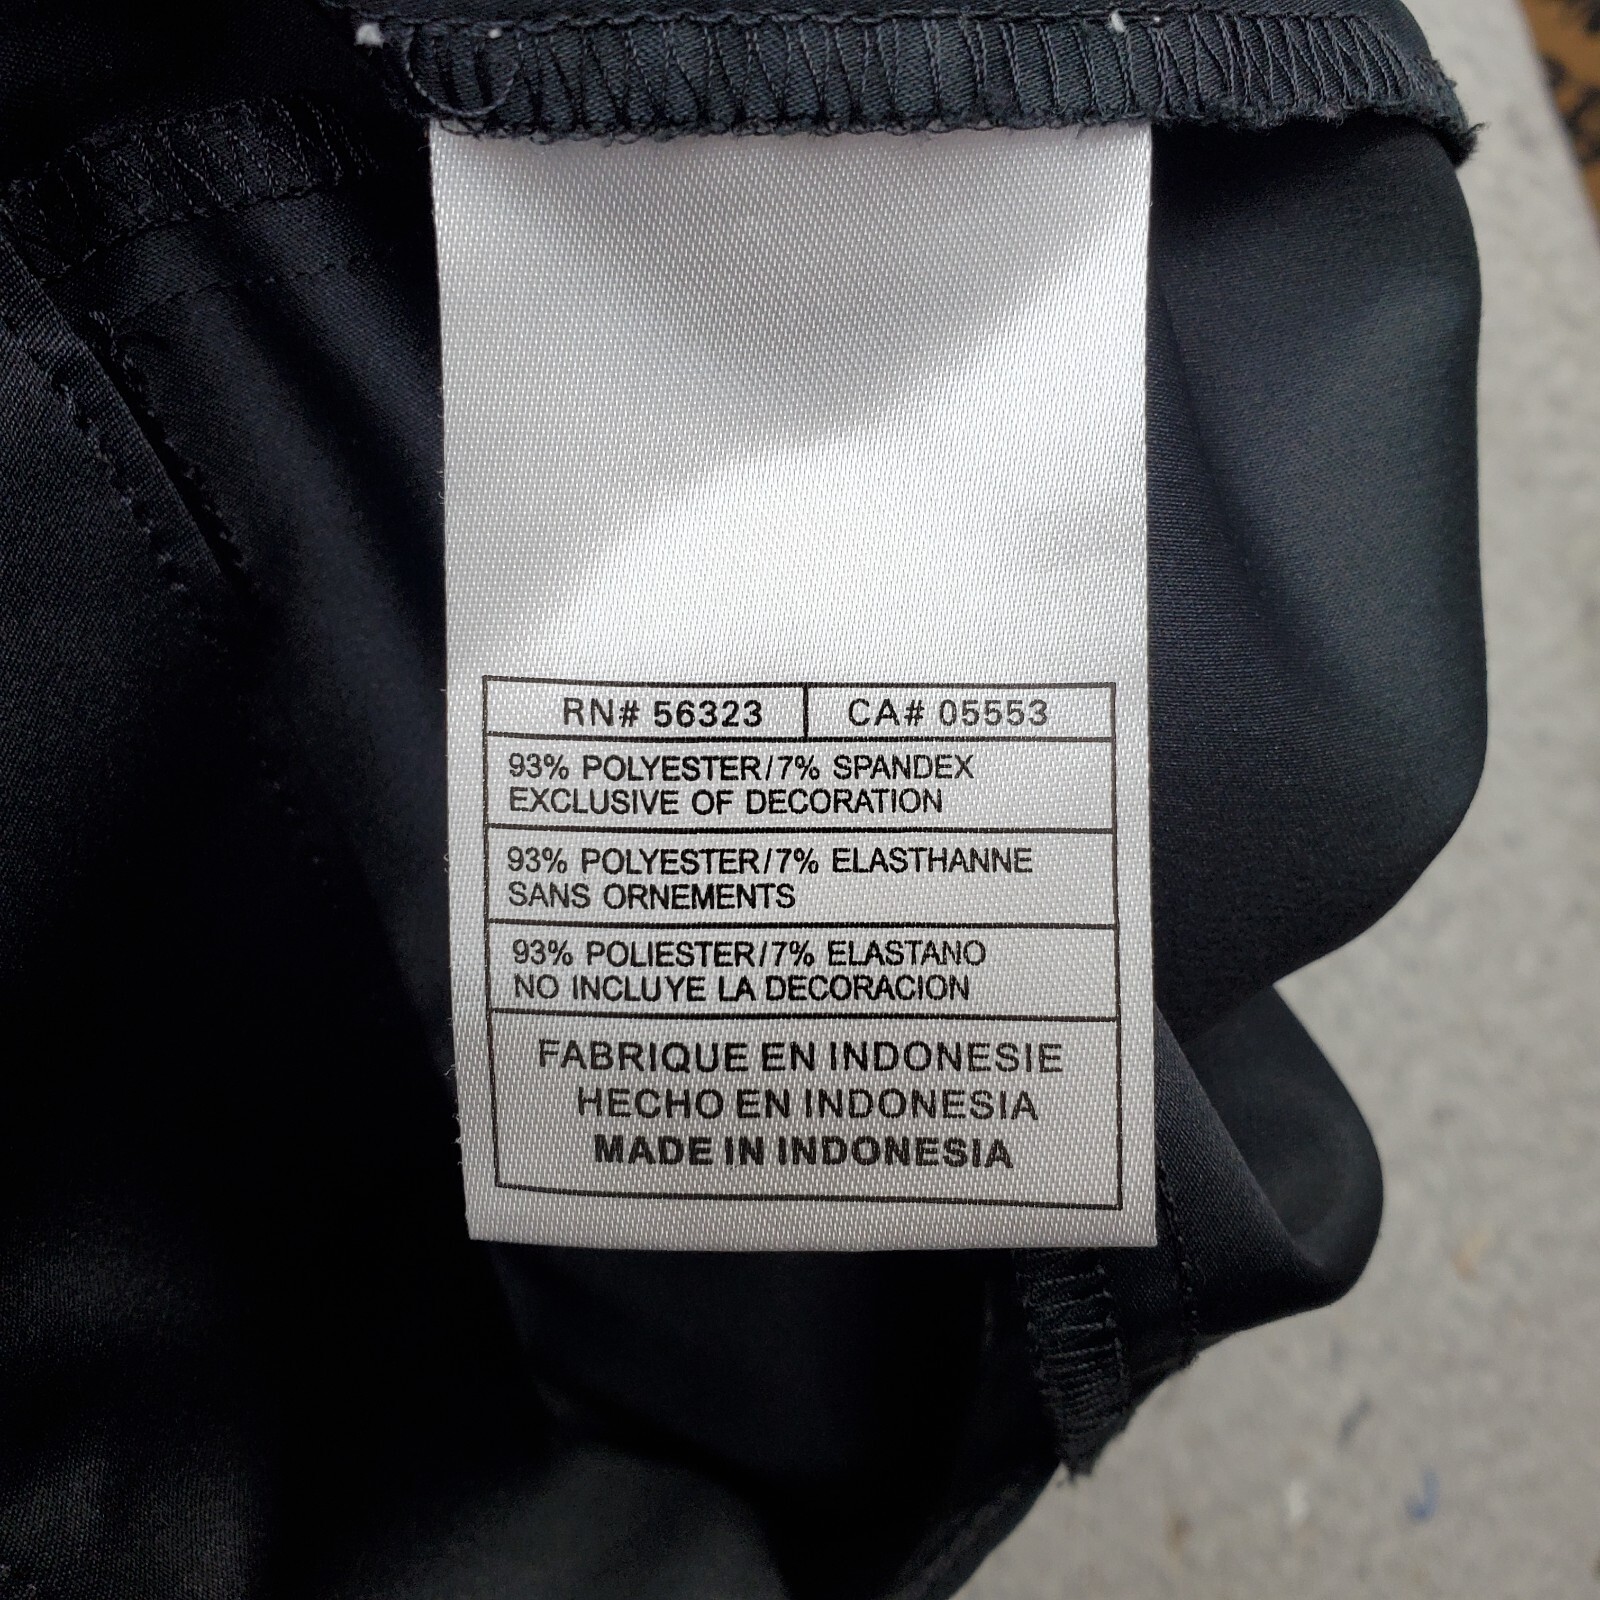 RN# 56323 CA# 05553
93% POLYESTER/7% SPANDEX
EXCLUSIVE OF DECORATION
93% POLYESTER/7% ELASTHANNE
SANS ORNEMENTS
93% POLIESTER/7% ELASTANO
NO INCLUYE LA DECORACION
FABRIQUE EN INDONESIE
HECHO EN INDONESIA
MADE IN INDONESIA